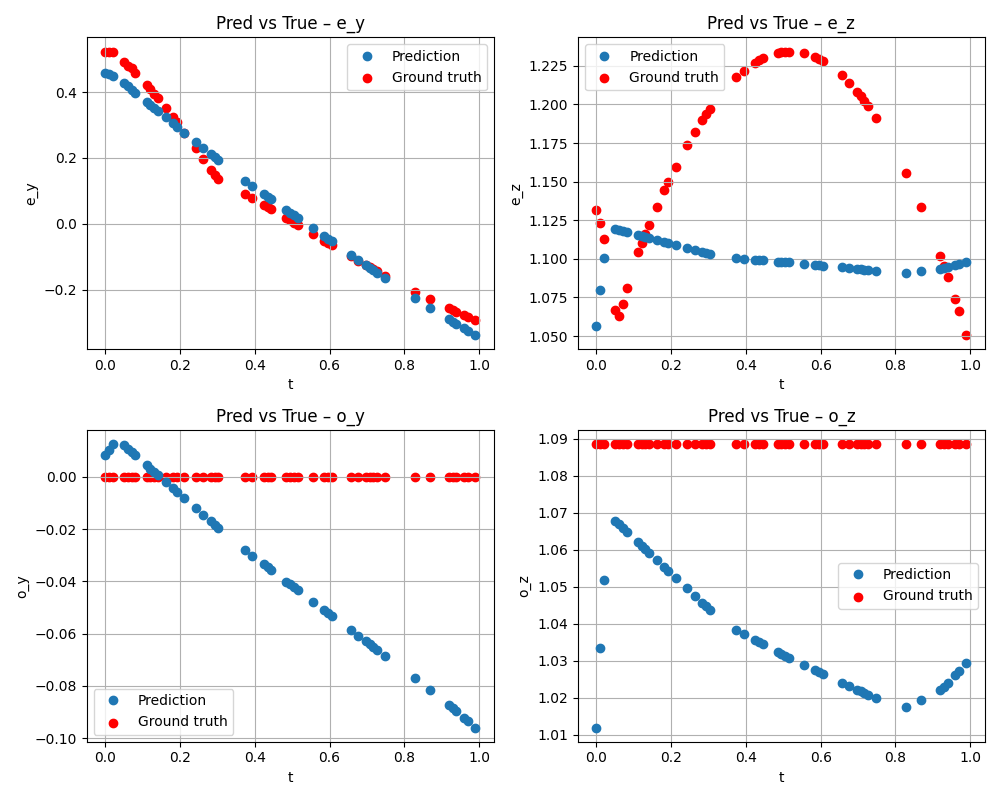 Pred vs True – e_y
Prediction
Ground truth
0.4
0.2
0.0
−0.2
e_y
0.0
0.2
0.4
0.6
0.8
1.0
t
Pred vs True – e_z
Prediction
Ground truth
1.225
1.200
1.175
1.150
1.125
1.100
1.075
1.050
e_z
0.0
0.2
0.4
0.6
0.8
1.0
t
Pred vs True – o_y
0.00
−0.02
−0.04
−0.06
−0.08
−0.10
o_y
Prediction
Ground truth
0.0
0.2
0.4
0.6
0.8
1.0
t
Pred vs True – o_z
1.09
1.08
1.07
1.06
1.05
1.04
1.03
1.02
1.01
o_z
Prediction
Ground truth
0.0
0.2
0.4
0.6
0.8
1.0
t